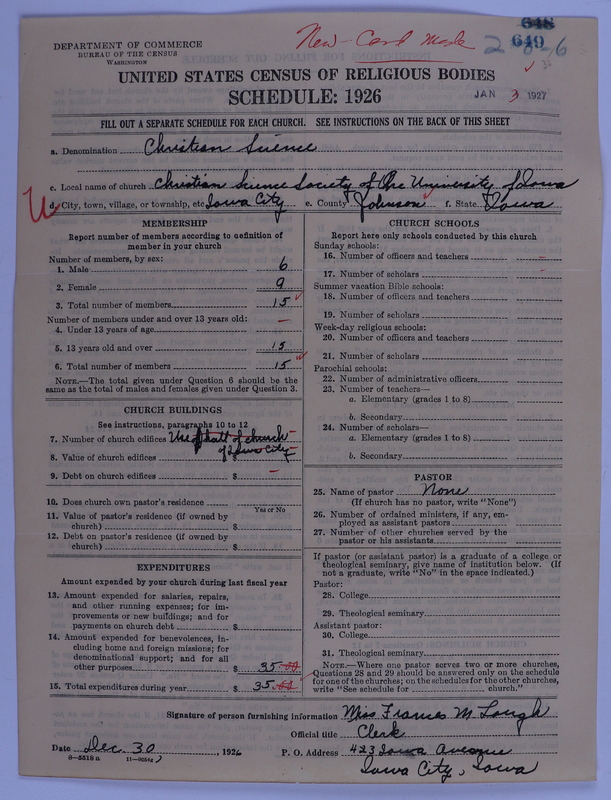 648
649
New Card Made
2-8-6
DEPARTMENT OF COMMERCE
BUREAU OF THE CENSUS
WASHINGTON
UNITED STATES CENSUS OF RELIGIOUS BODIES
SCHEDULE: 1926
JAN 3 1927
FILL OUT A SEPARATE SCHEDULE FOR EACH CHURCH. SEE INSTRUCTIONS ON THE BACK OF THIS SHEET
a. Denomination Christian Science
c. Local name of church Christian Science Society of the University of Iowa
d. City, town, village, or township, etc Iowa City e. County Johnson f. State Iowa
MEMBERSHIP
Report number of members according to definition of
member in your church
Number of members, by sex:
1. Male 6
2. Female 9
3. Total number of members 15
Number of members under and over 13 years old:
4. Under 13 years of age —
5. 13 years old and over 15
6. Total number of members 15
NOTE.—The total given under Question 6 should be the
same as the total of males and females given under Question 3.
CHURCH BUILDINGS
See instructions, paragraphs 10 to 12
7. Number of church edifices Use hall of church
8. Value of church edifices of Iowa City
9. Debt on church edifices $ —
10. Does church own pastor's residence
Yes or No
11. Value of pastor's residence (if owned by
church) $
12. Debt on pastor's residence (if owned by
church) $
EXPENDITURES
Amount expended by your church during last fiscal year
13. Amount expended for salaries, repairs,
and other running expenses; for im-
provements or new buildings; and for
payments on church debt $
14. Amount expended for benevolences, in-
cluding home and foreign missions; for
denominational support; and for all
other purposes $ 35.00
15. Total expenditures during year $ 35.00
CHURCH SCHOOLS
Report here only schools conducted by this church
Sunday schools:
16. Number of officers and teachers —
17. Number of scholars -
Summer vacation Bible schools:
18. Number of officers and teachers
19. Number of scholars
Week-day religious schools:
20. Number of officers and teachers
21. Number of scholars
Parochial schools:
22. Number of administrative officers
23. Number of teachers—
a. Elementary (grades 1 to 8)
b. Secondary
24. Number of scholars—
a. Elementary (grades 1 to 8)
b. Secondary
PASTOR
25. Name of pastor None
(If church has no pastor, write "None")
26. Number of ordained ministers, if any, em-
ployed as assistant pastors
27. Number of other churches served by the
pastor or his assistants
If pastor (or assistant pastor) is a graduate of a college or
theological seminary, give name of institution below. (If
not a graduate, write "No" in the space indicated.)
Pastor:
28. College
29. Theological seminary
Assistant pastor:
30. College
31. Theological seminary
NOTE.—Where one pastor serves two or more churches,
Questions 28 and 29 should be answered only on the schedule
for one of the churches; on the schedules for the other churches,
write "See schedule for church."
Signature of person furnishing information Miss Frances M. Lough
Official title Clerk
Date Dec. 30, 1926 P. O. Address 423 Iowa Avenue
8-5518 a Iowa City, Iowa